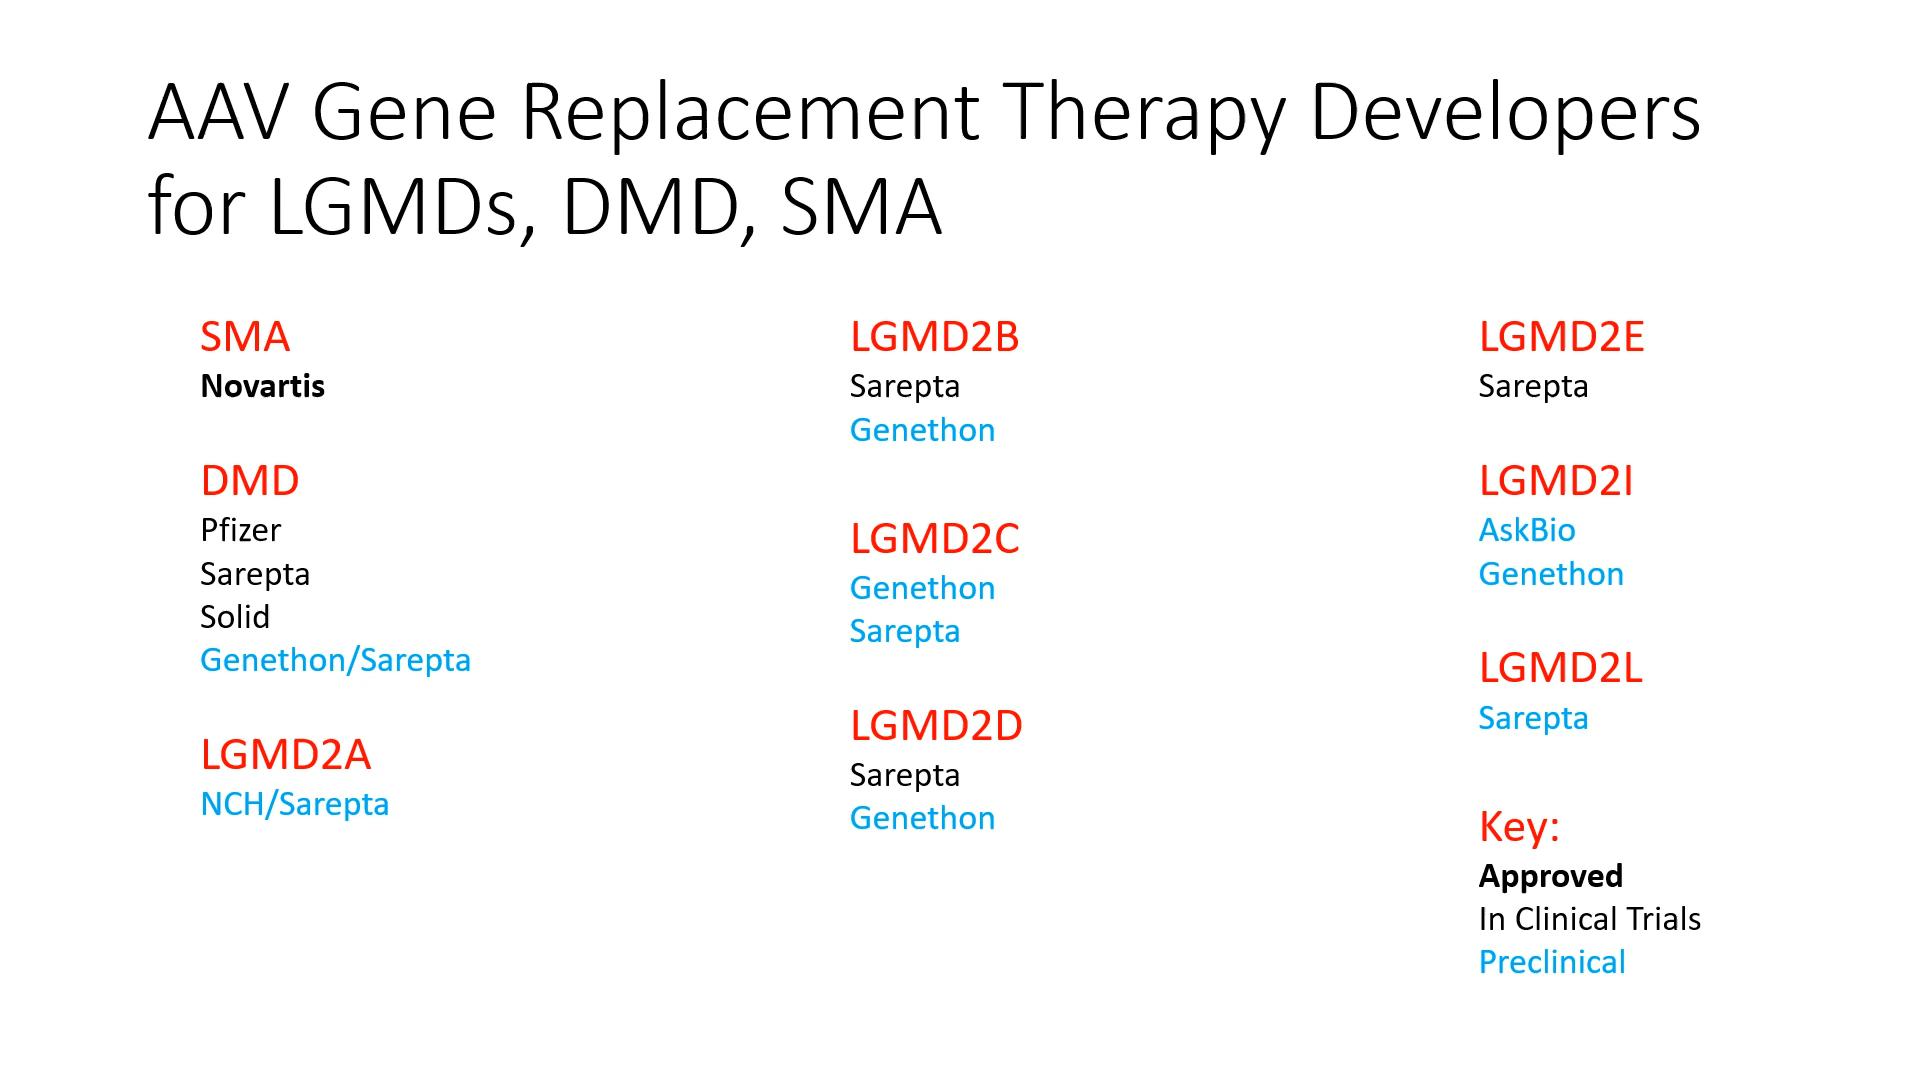 AAV Gene Replacement Therapy Developers
for LGMDs, DMD, SMA
SMA
Novartis
DMD
Pfizer
Sarepta
Solid
Genethon/Sarepta
LGMD2A
NCH/Sarepta
LGMD2B
Sarepta
Genethon
LGMD2C
Genethon
Sarepta
LGMD2D
Sarepta
Genethon
LGMD2E
Sarepta
LGMD2I
AskBio
Genethon
LGMD2L
Sarepta
Key:
Approved
In Clinical Trials
Preclinical